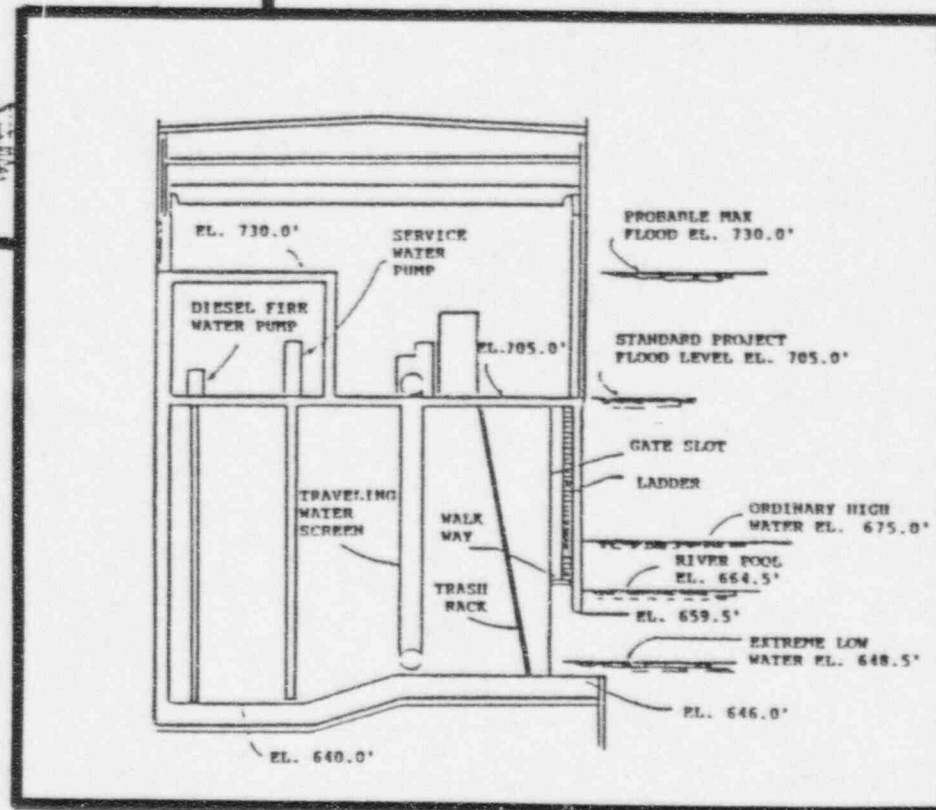 PROBABLE MAX
FLOOD EL. 730.0'
EL. 730.0'
SERVICE
WATER
PUMP
DIESEL FIRE
WATER PUMP
STANDARD PROJECT
FLOOD LEVEL EL. 705.0'
EL.705.0'
GATE SLOT
LADDER
TRAVELING
WATER
SCREEN
WALK
WAY
ORDINARY HIGH
WATER EL. 675.0'
RIVER POOL
EL. 664.5'
TRASH
RACK
EL. 659.5'
EXTREME LOW
WATER EL. 648.5'
EL. 646.0'
EL. 640.0'